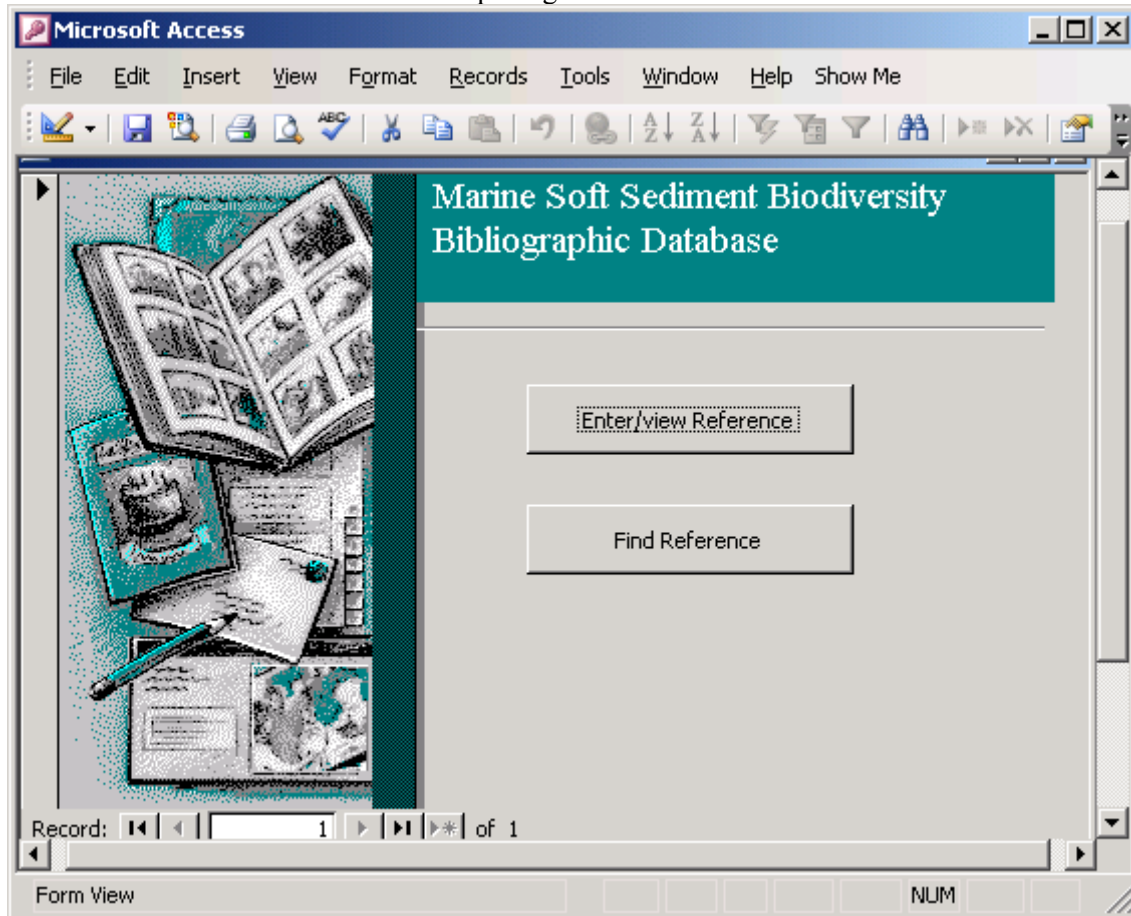 Microsoft Access
File Edit Insert View Format Records Tools Window Help Show Me
ABC
A Z Z A
Marine Soft Sediment Biodiversity
Bibliographic Database
Enter/view Reference
Find Reference
Record: 1 of 1
Form View NUM